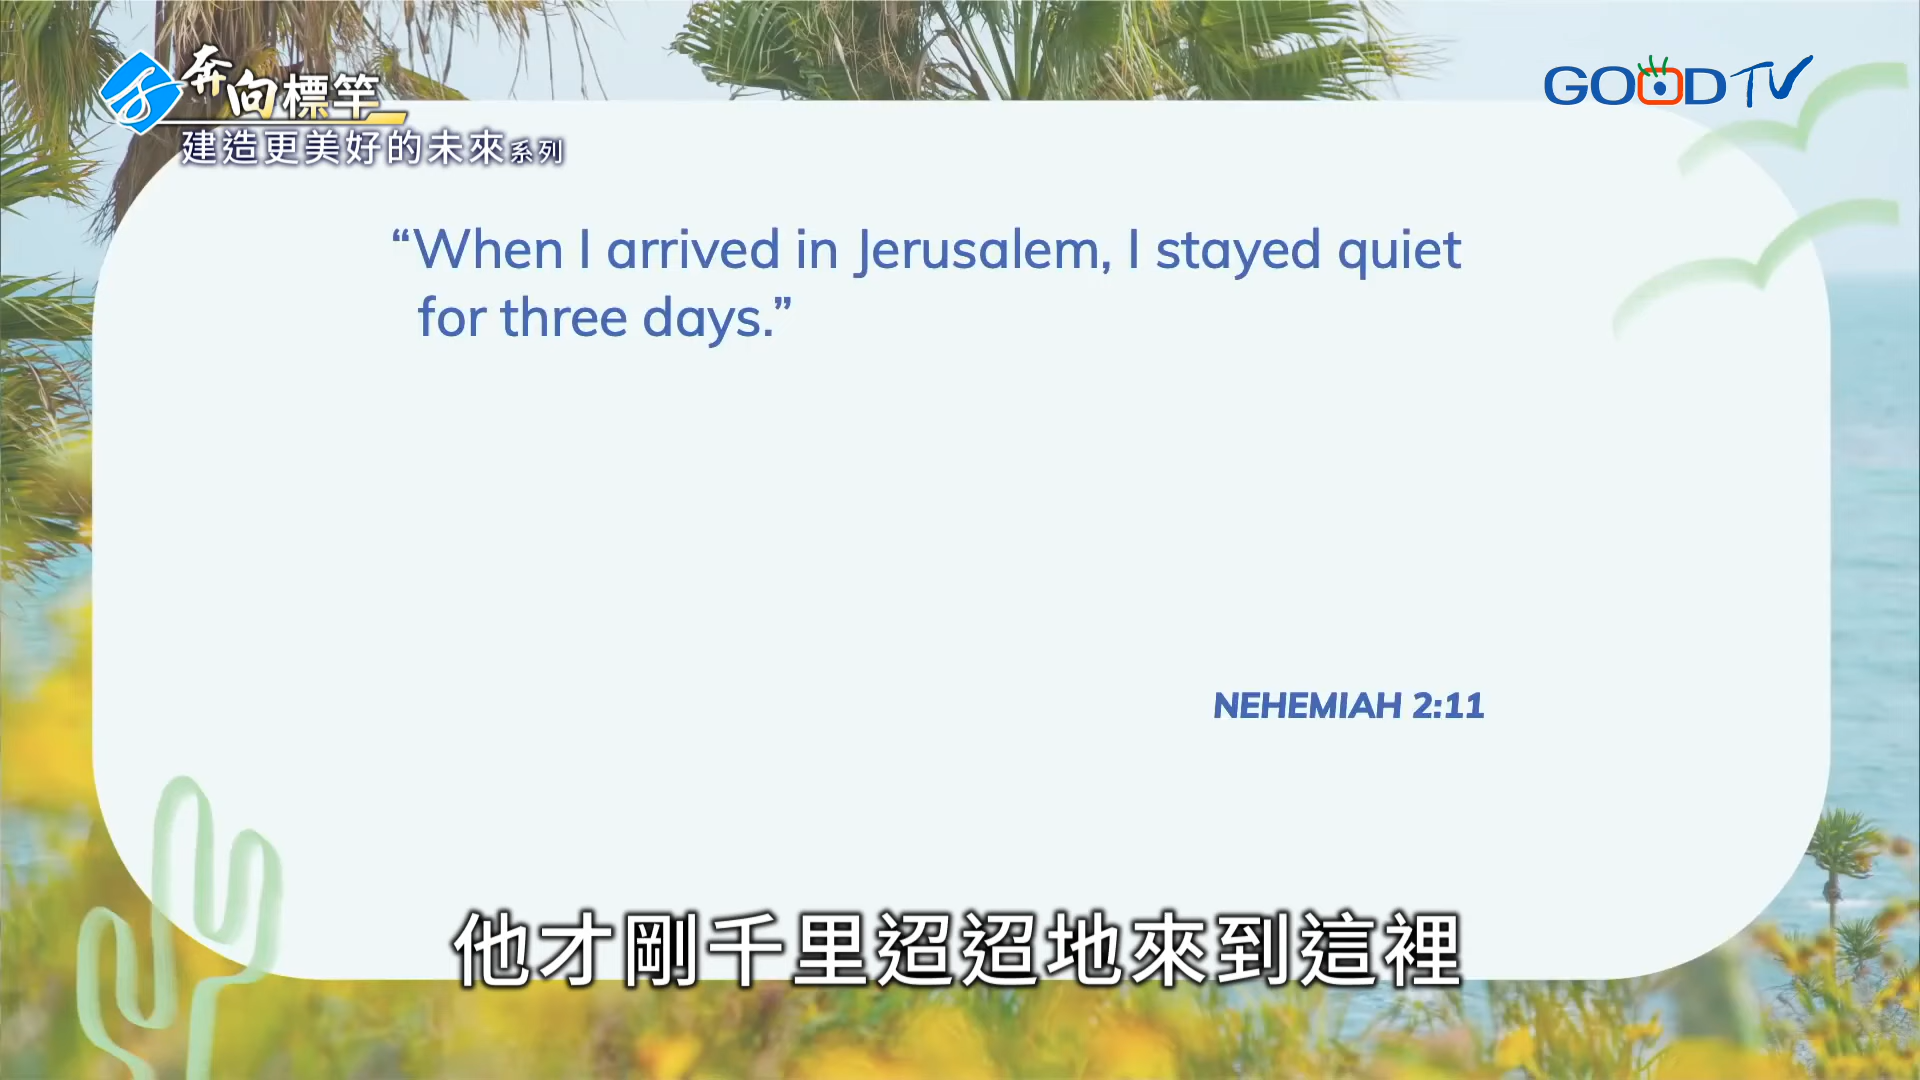 奔向標竿
建造更美好的未來系列
GOOD TV
“When I arrived in Jerusalem, I stayed quiet
for three days.”
NEHEMIAH 2:11
他才剛千里迢迢地來到這裡